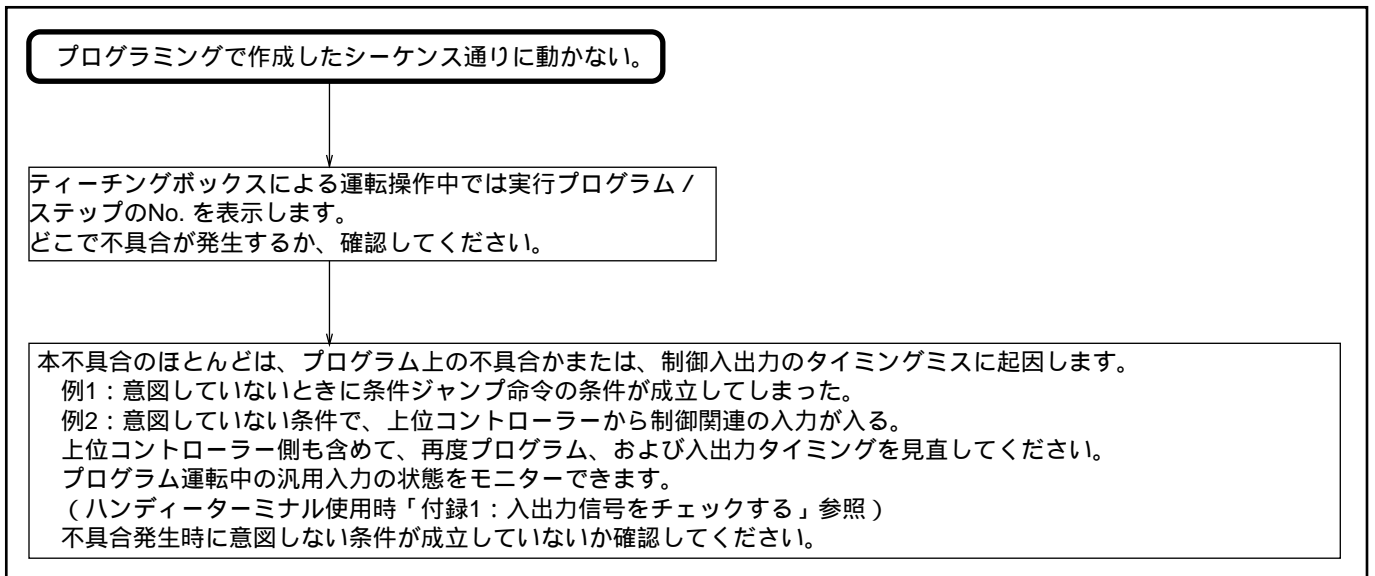 プログラミングで作成したシーケンス通りに動かない。
ティーチングボックスによる運転操作中では実行プログラム /
ステップのNo. を表示します。
どこで不具合が発生するか、確認してください。
本不具合のほとんどは、プログラム上の不具合かまたは、制御入出力のタイミングミスに起因します。
例1：意図していないときに条件ジャンプ命令の条件が成立してしまった。
例2：意図していない条件で、上位コントローラーから制御関連の入力が入る。
上位コントローラー側も含めて、再度プログラム、および入出力タイミングを見直してください。
プログラム運転中の汎用入力の状態をモニターできます。
（ハンディーターミナル使用時「付録1：入出力信号をチェックする」参照）
不具合発生時に意図しない条件が成立していないか確認してください。